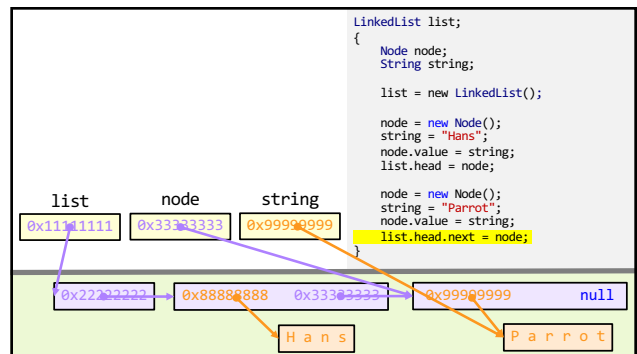 LinkedList list;
{
Node node;
String string;
list = new LinkedList();
node = new Node();
string = "Hans";
node.value = string;
list.head = node;
node = new Node();
string = "Parrot";
node.value = string;
list.head.next = node;
}
list node string
0x11111111 0x33333333 0x99999999
0x22222222 0x88888888 0x33333333 0x99999999 null
H a n s P a r r o t